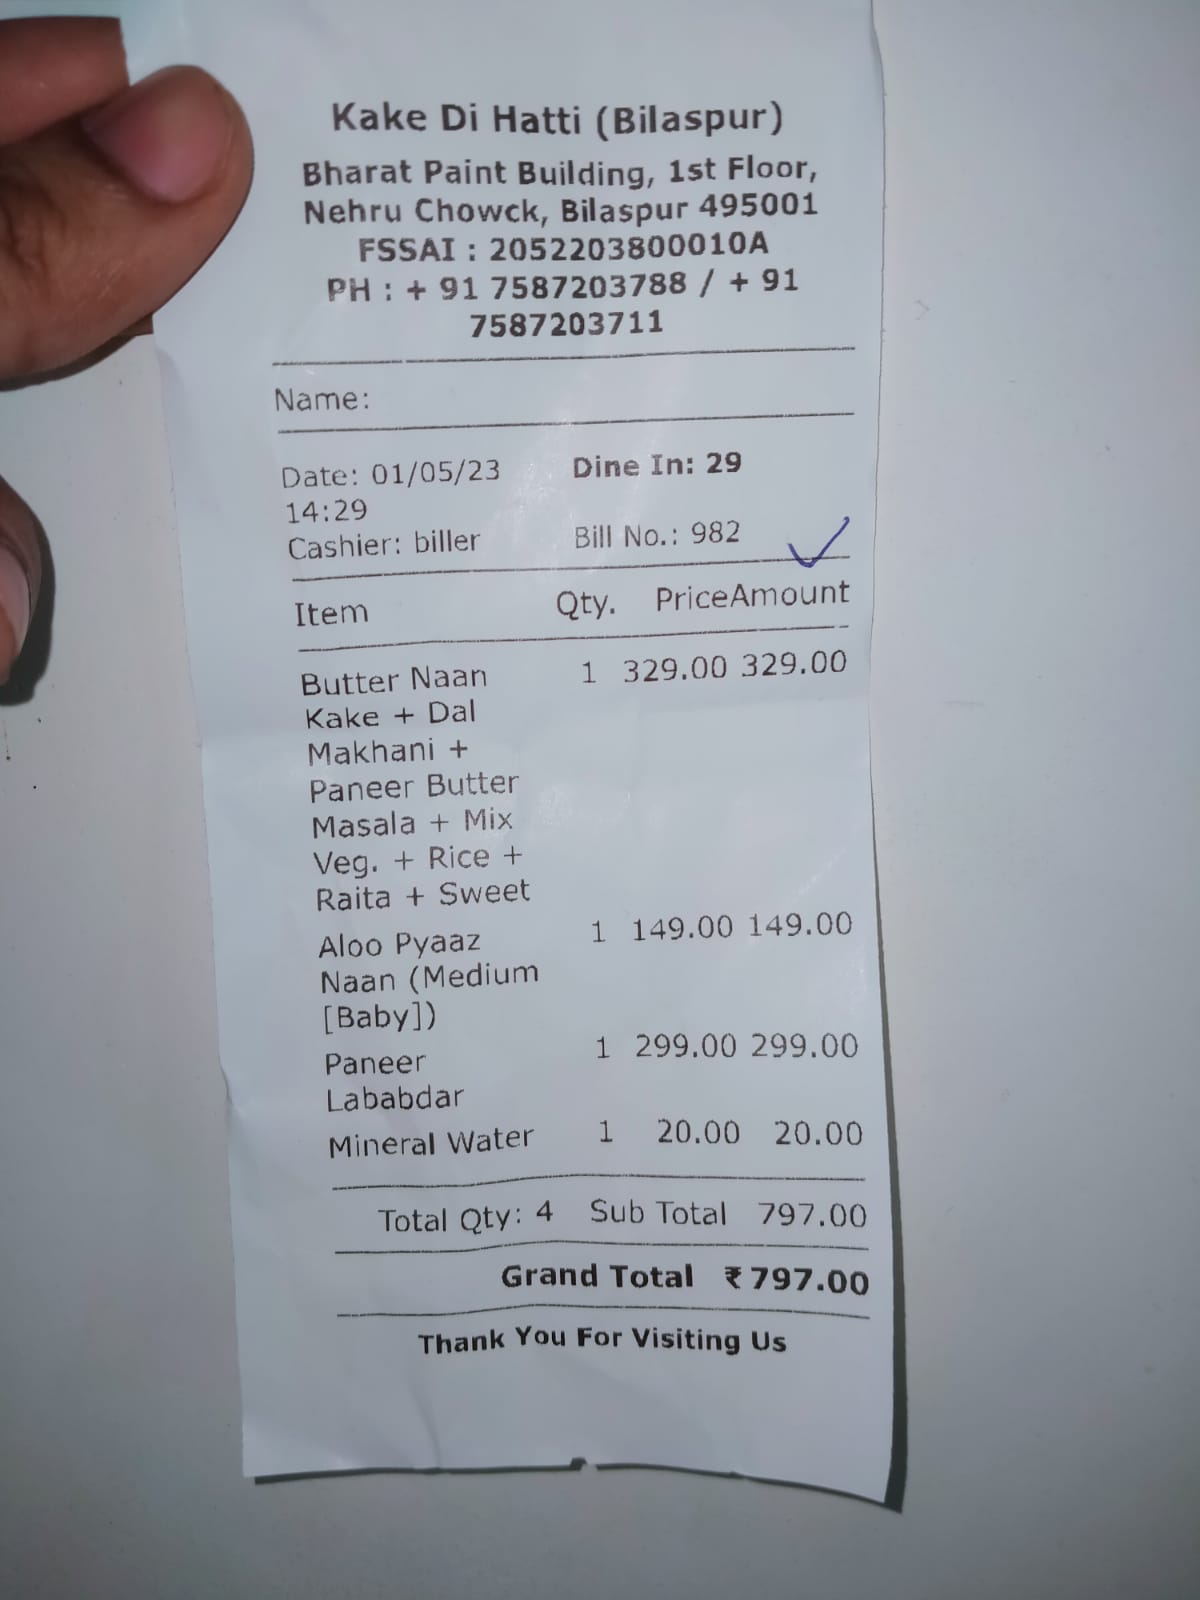 Kake Di Hatti (Bilaspur)
Bharat Paint Building, 1st Floor,
Nehru Chowck, Bilaspur 495001
FSSAI : 2052203800010A
PH : + 91 7587203788 / + 91
7587203711
Name:
Date: 01/05/23 Dine In: 29
14:29
Cashier: biller Bill No.: 982
Item Qty. PriceAmount
Butter Naan 1 329.00 329.00
Kake + Dal
Makhani +
Paneer Butter
Masala + Mix
Veg. + Rice +
Raita + Sweet
Aloo Pyaaz 1 149.00 149.00
Naan (Medium
[Baby])
Paneer 1 299.00 299.00
Lababdar
Mineral Water 1 20.00 20.00
Total Qty: 4 Sub Total 797.00
Grand Total ₹797.00
Thank You For Visiting Us